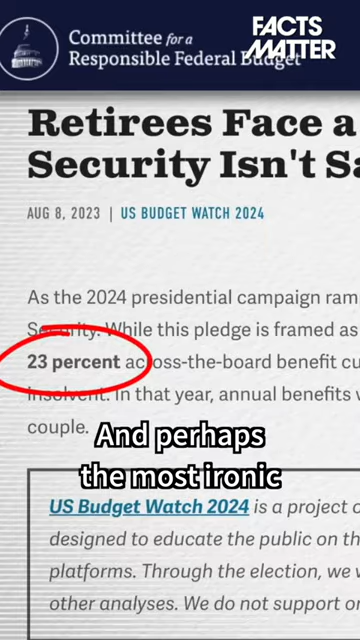 Committee for a
Responsible Federal Budget
FACTS
MATTER
Retirees Face a
Security Isn't Sa
AUG 8, 2023 | US BUDGET WATCH 2024
As the 2024 presidential campaign ram
Security. While this pledge is framed as
23 percent across-the-board benefit cu
insolvent. In that year, annual benefits w
couple.
And perhaps
the most ironic
US Budget Watch 2024 is a project o
designed to educate the public on th
platforms. Through the election, we w
other analyses. We do not support or